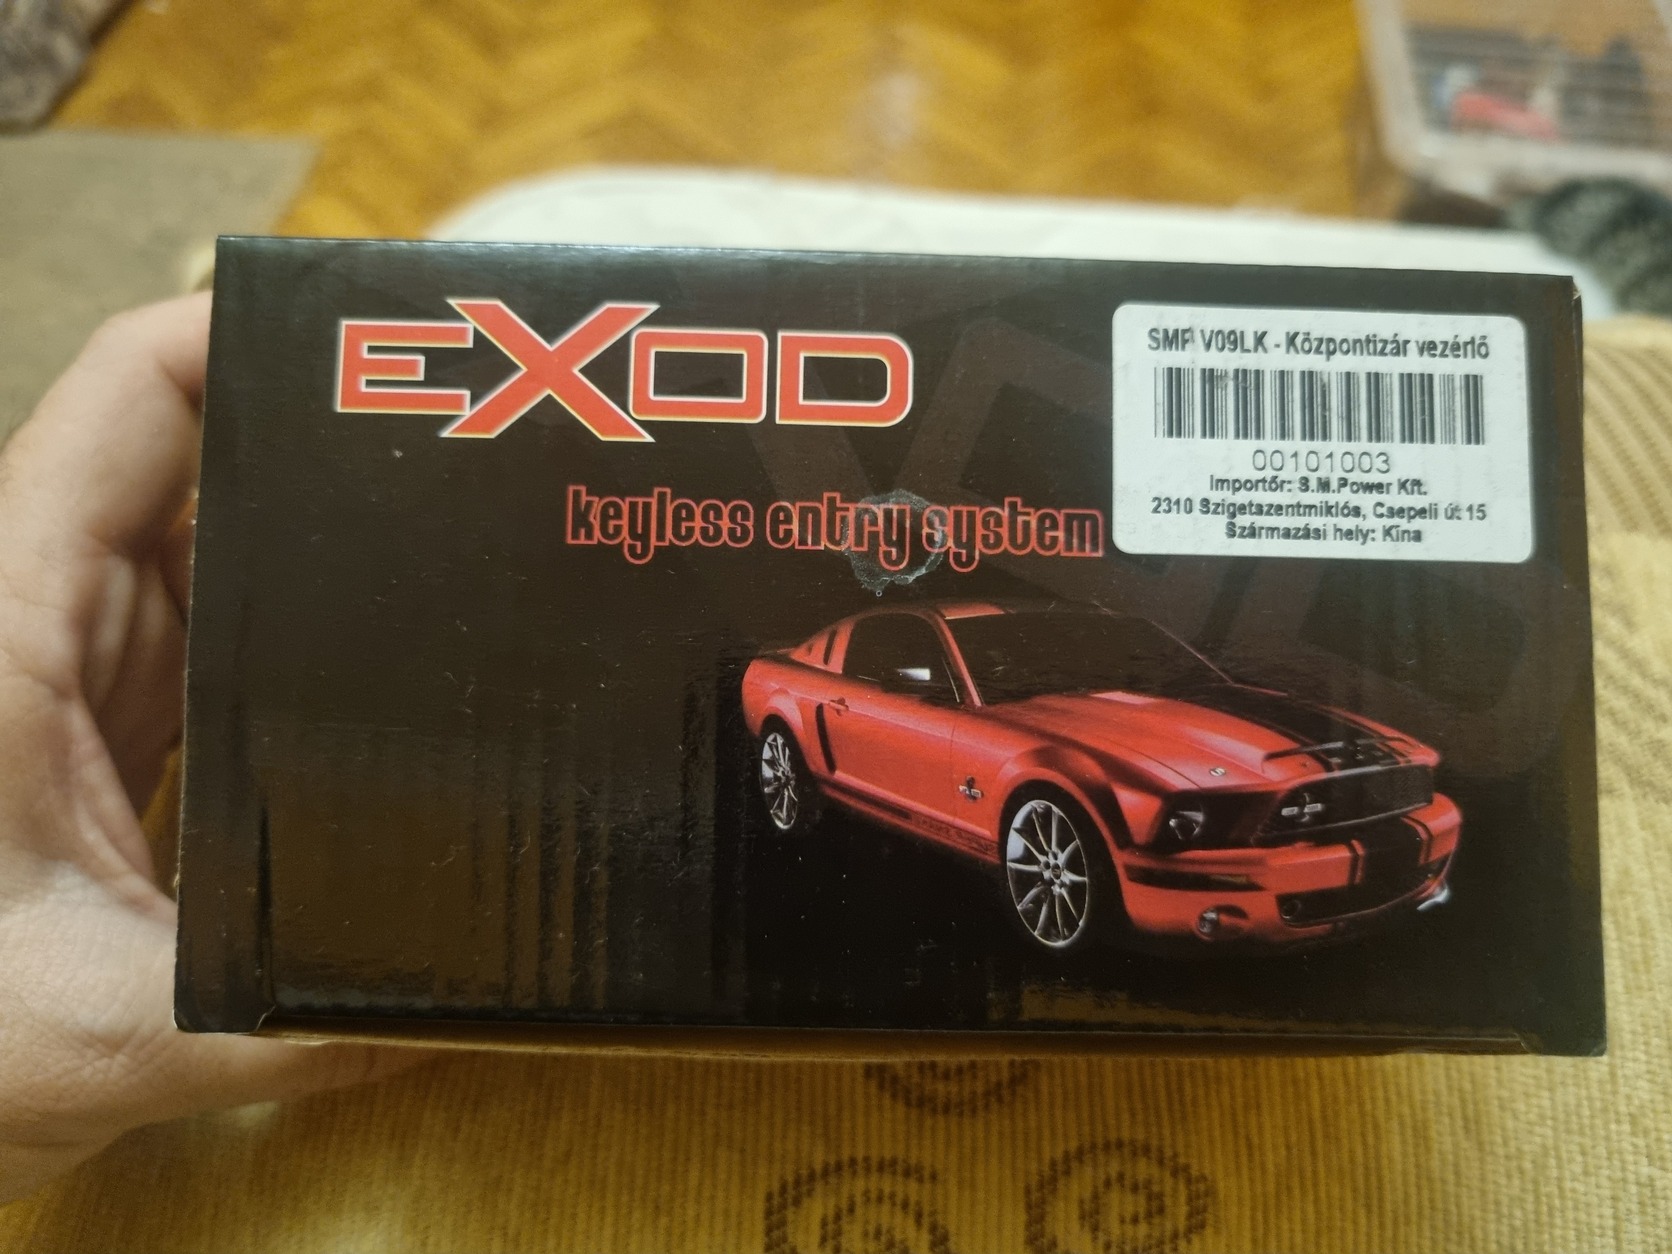 EXOD
keyless entry system
SMP V09LK - Központizár vezérlő
00101003
Importőr: S.M.Power Kft.
2310 Szigetszentmiklós, Csepeli út 15
Származási hely: Kína